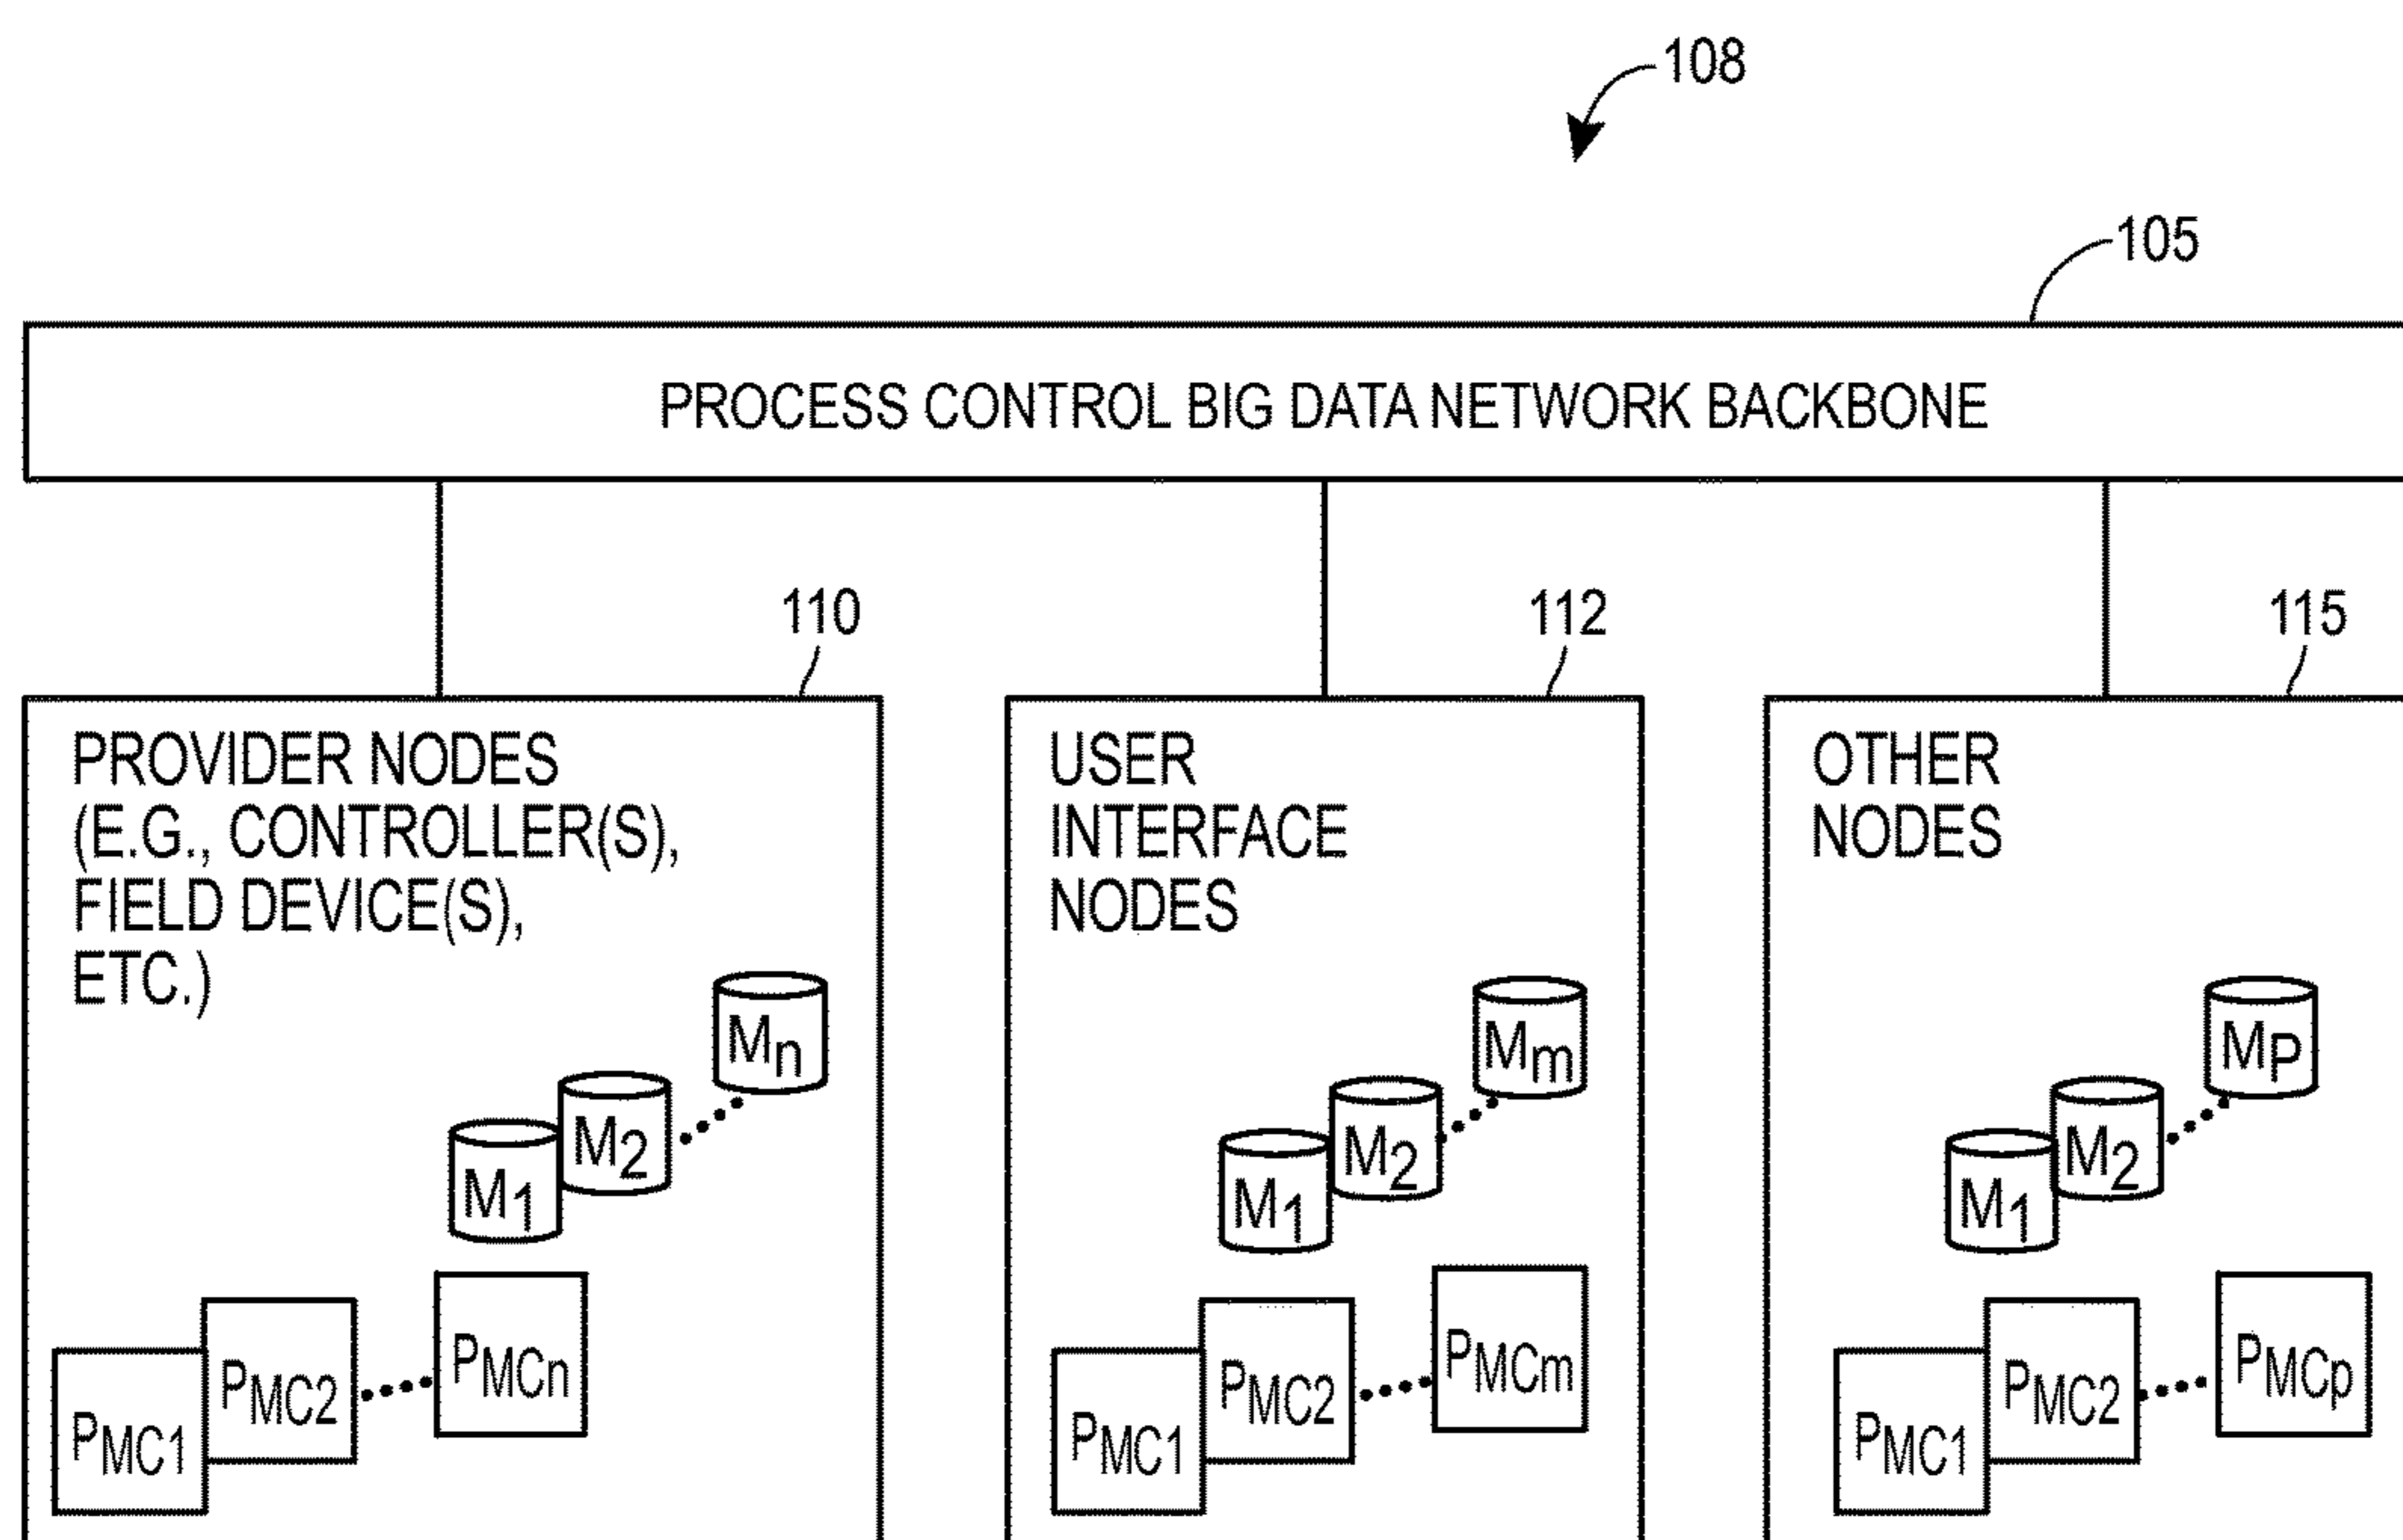 108
105
PROCESS CONTROL BIG DATA NETWORK BACKBONE
110
112
115
PROVIDER NODES
(E.G., CONTROLLER(S),
FIELD DEVICE(S),
ETC.)
Mn
M2
M1
PMCn
PMC2
PMC1
USER
INTERFACE
NODES
Mm
M2
M1
PMCm
PMC2
PMC1
OTHER
NODES
MP
M2
M1
PMCp
PMC2
PMC1